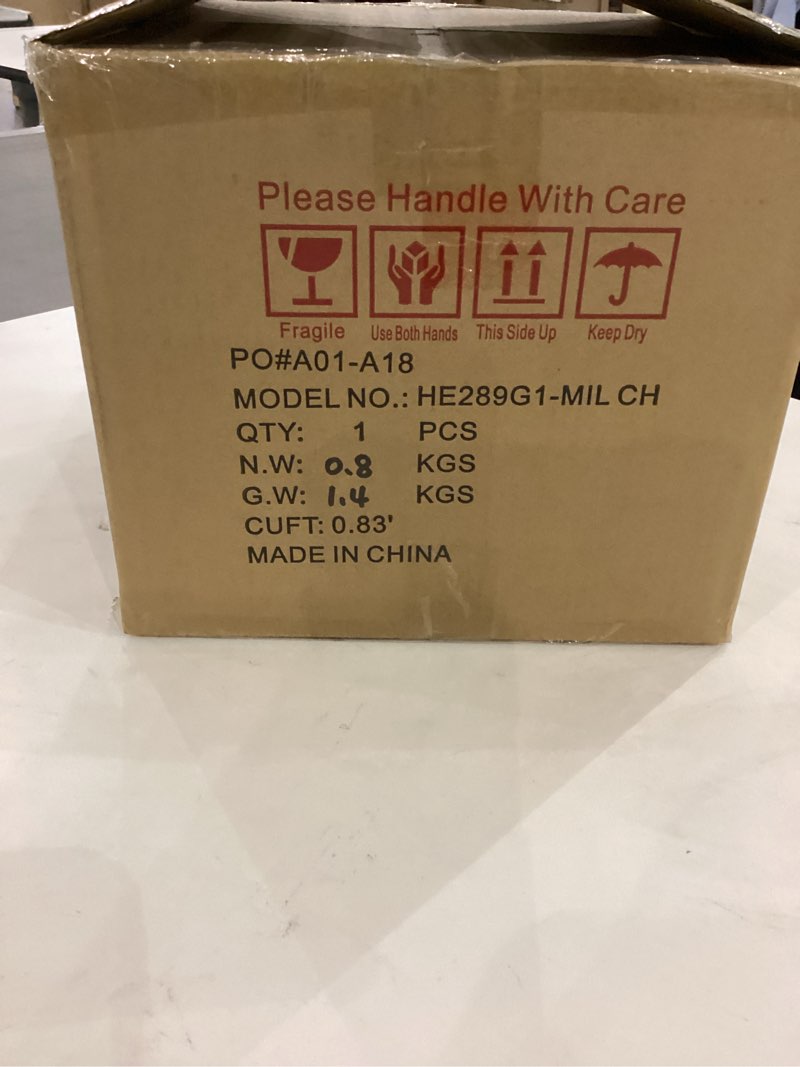 Please Handle With Care
Fragile Use Both Hands This Side Up Keep Dry
PO#A01-A18
MODEL NO.: HE289G1-MIL CH
QTY: 1 PCS
N.W: 0.8 KGS
G.W: 1.4 KGS
CUFT: 0.83'
MADE IN CHINA